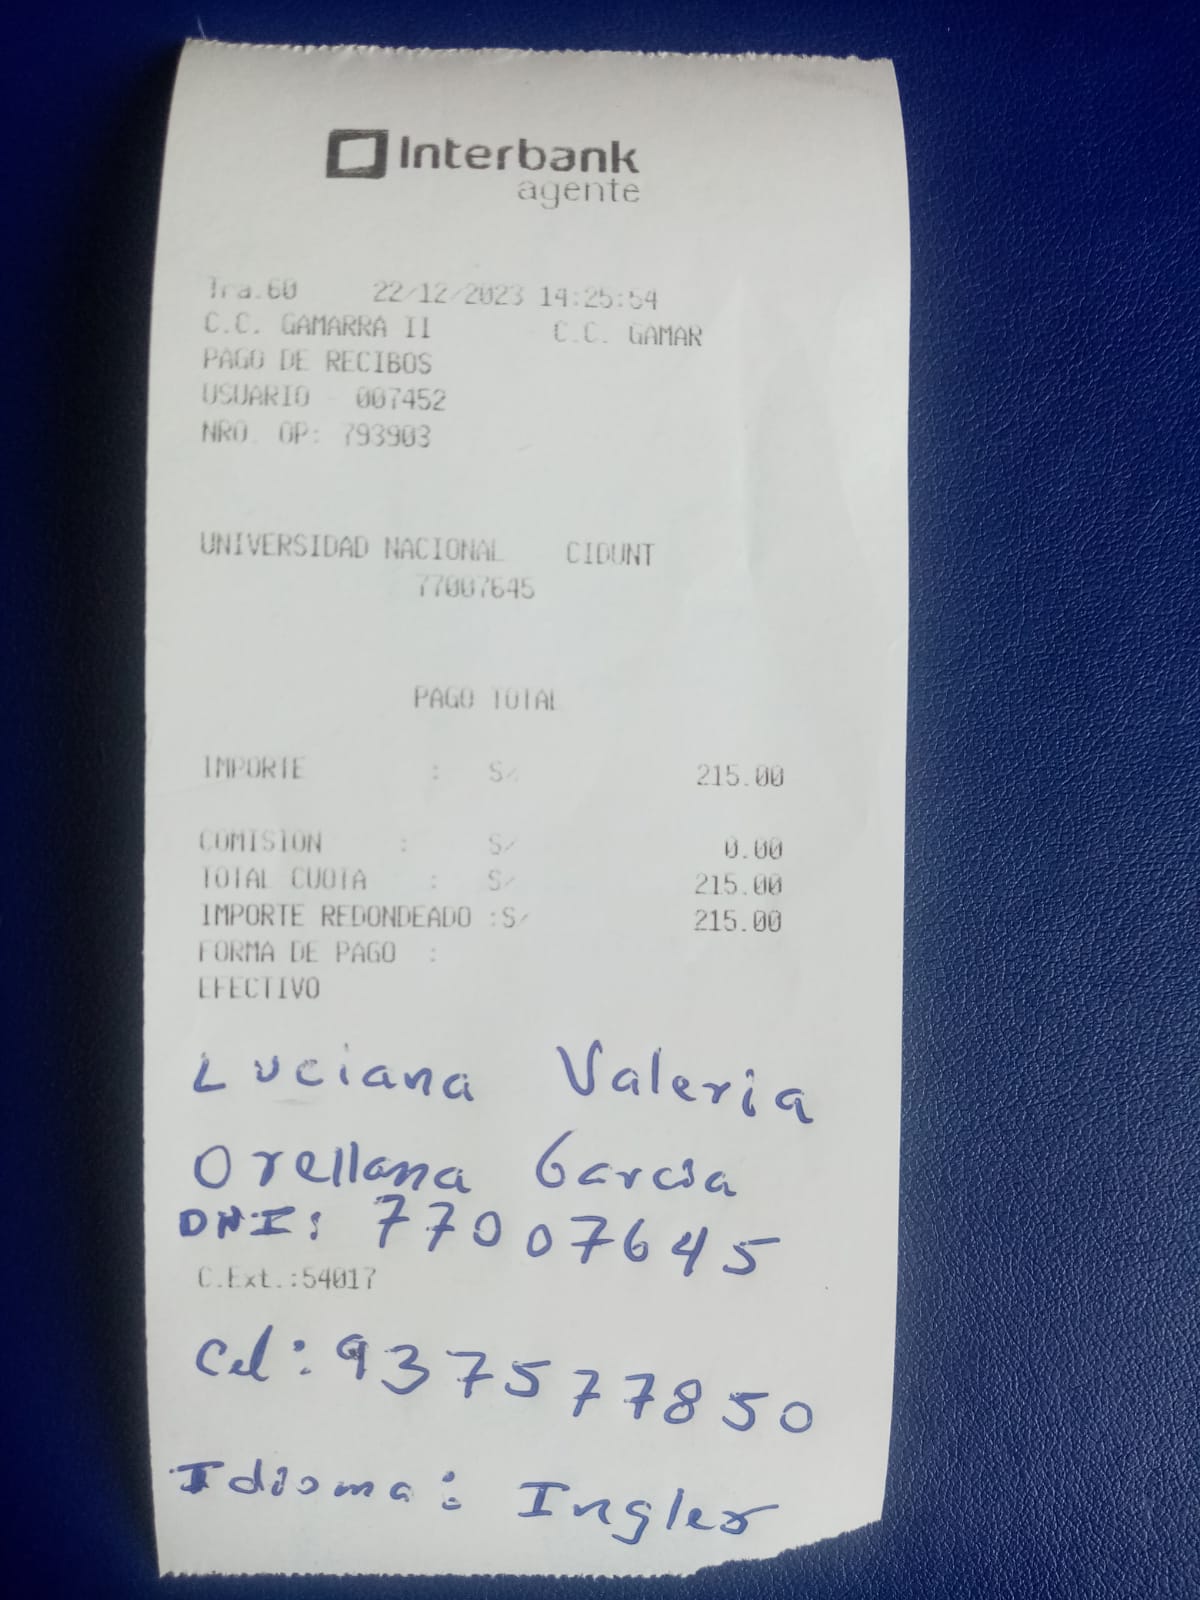 Interbank
agente
Tra.60 22/12/2023 14:25:54
C.C. GAMARRA II C.C. GAMAR
PAGO DE RECIBOS
USUARIO - 007452
NRO. OP: 793903
UNIVERSIDAD NACIONAL CIDUNT
77007645
PAGO TOTAL
IMPORTE : S/ 215.00
COMISION : S/ 0.00
TOTAL CUOTA : S/ 215.00
IMPORTE REDONDEADO :S/ 215.00
FORMA DE PAGO :
EFECTIVO
Luciana Valeria
Orellana Garcia
DNI: 77007645
C.Ext.:54017
Cel: 937577850
Idioma: Ingles